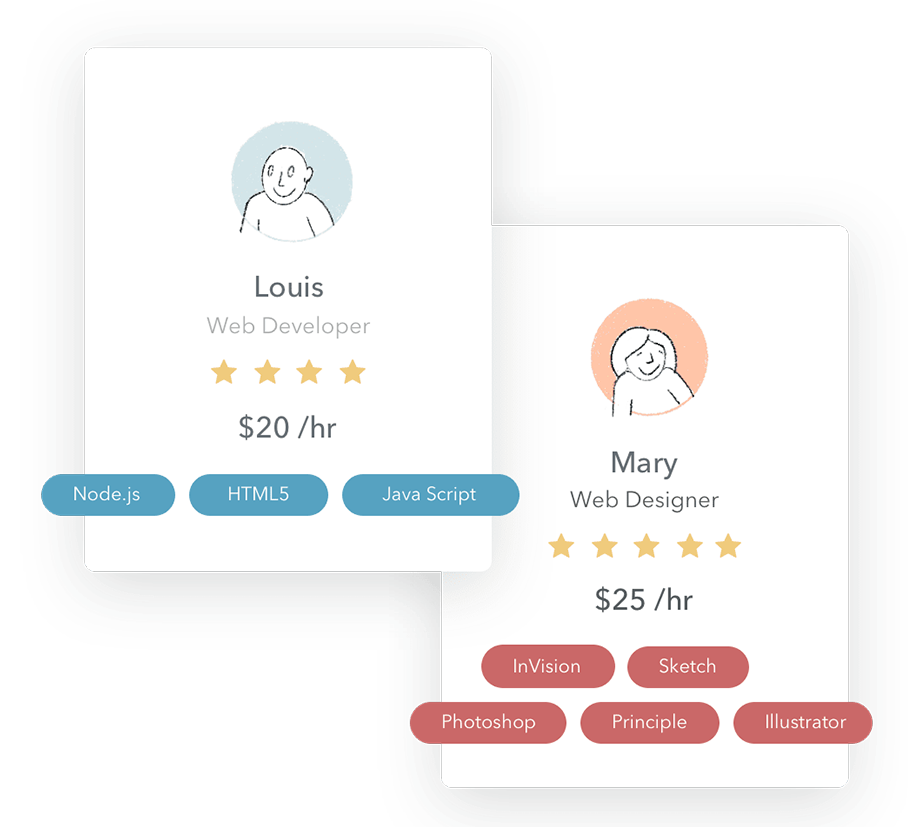 Louis
Web Developer
$20 /hr
Node.js HTML5 Java Script
Mary
Web Designer
$25 /hr
InVision Sketch
Photoshop Principle Illustrator